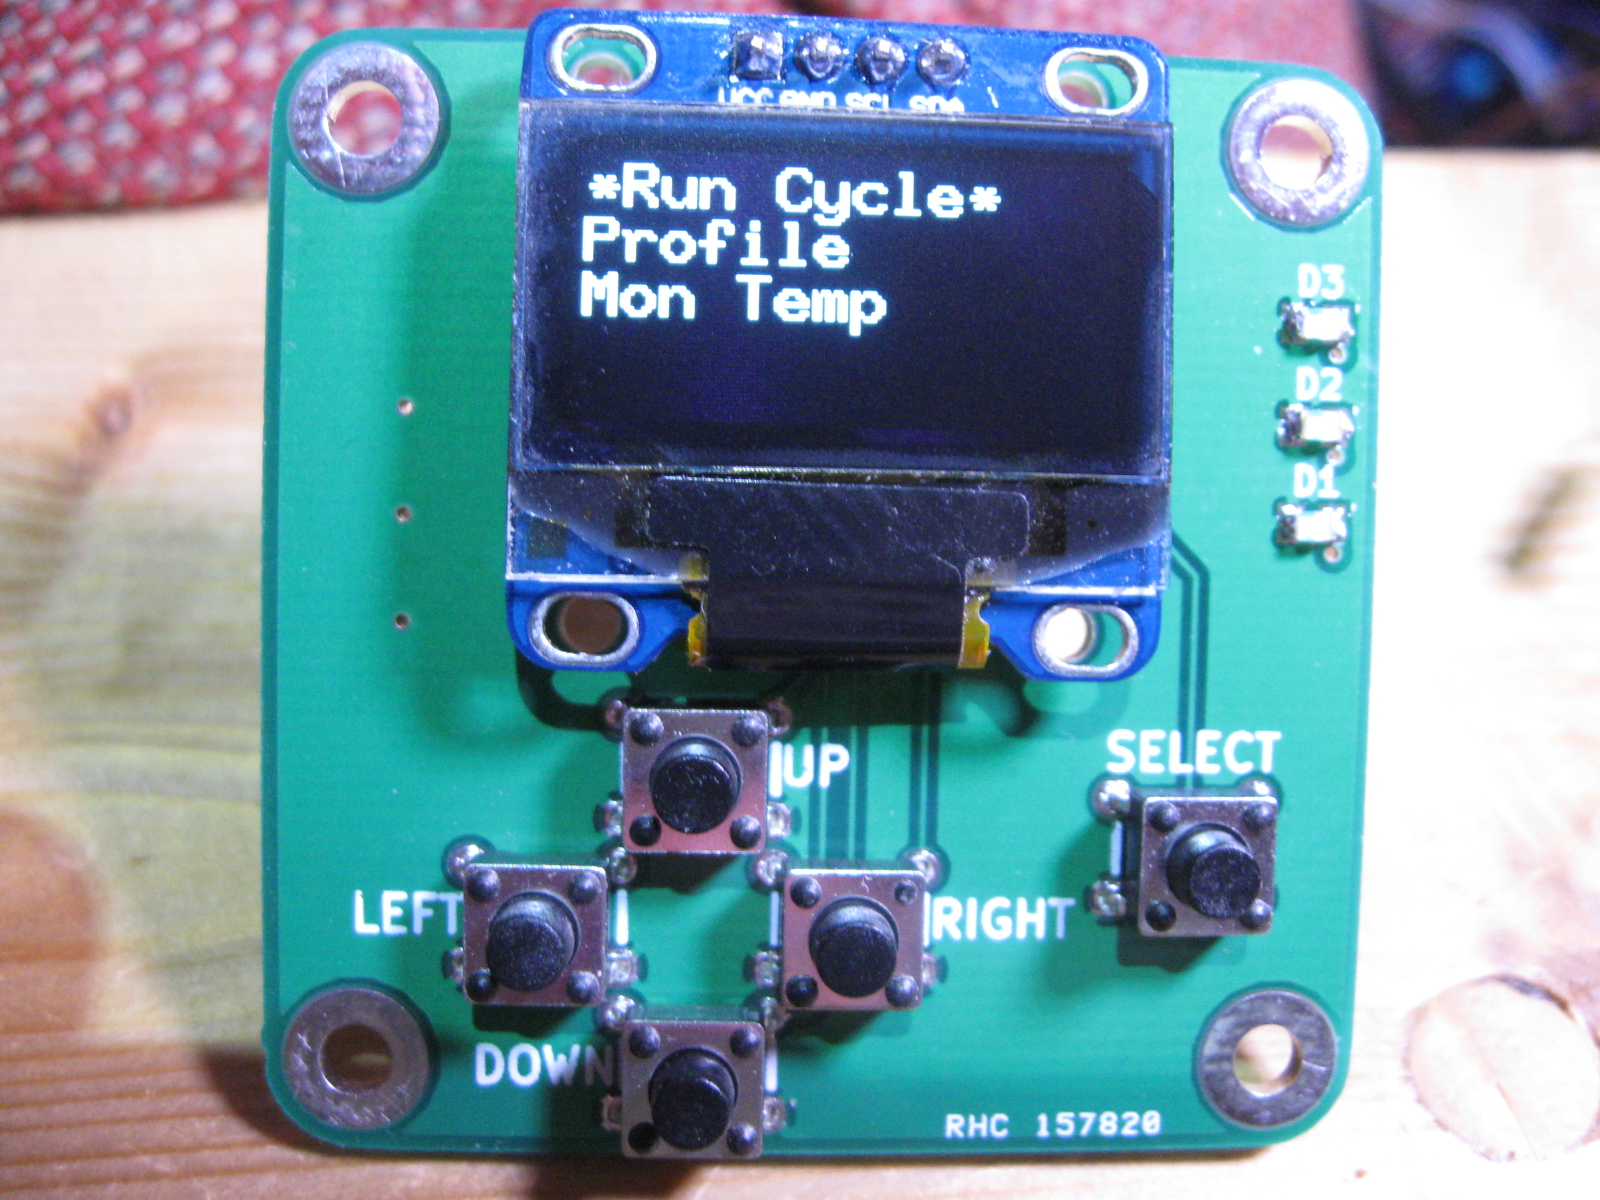 VCC GND SCL SDA
*Run Cycle*
Profile
Mon Temp
D3
D2
D1
UP
SELECT
LEFT
RIGHT
DOWN
RHC 157820